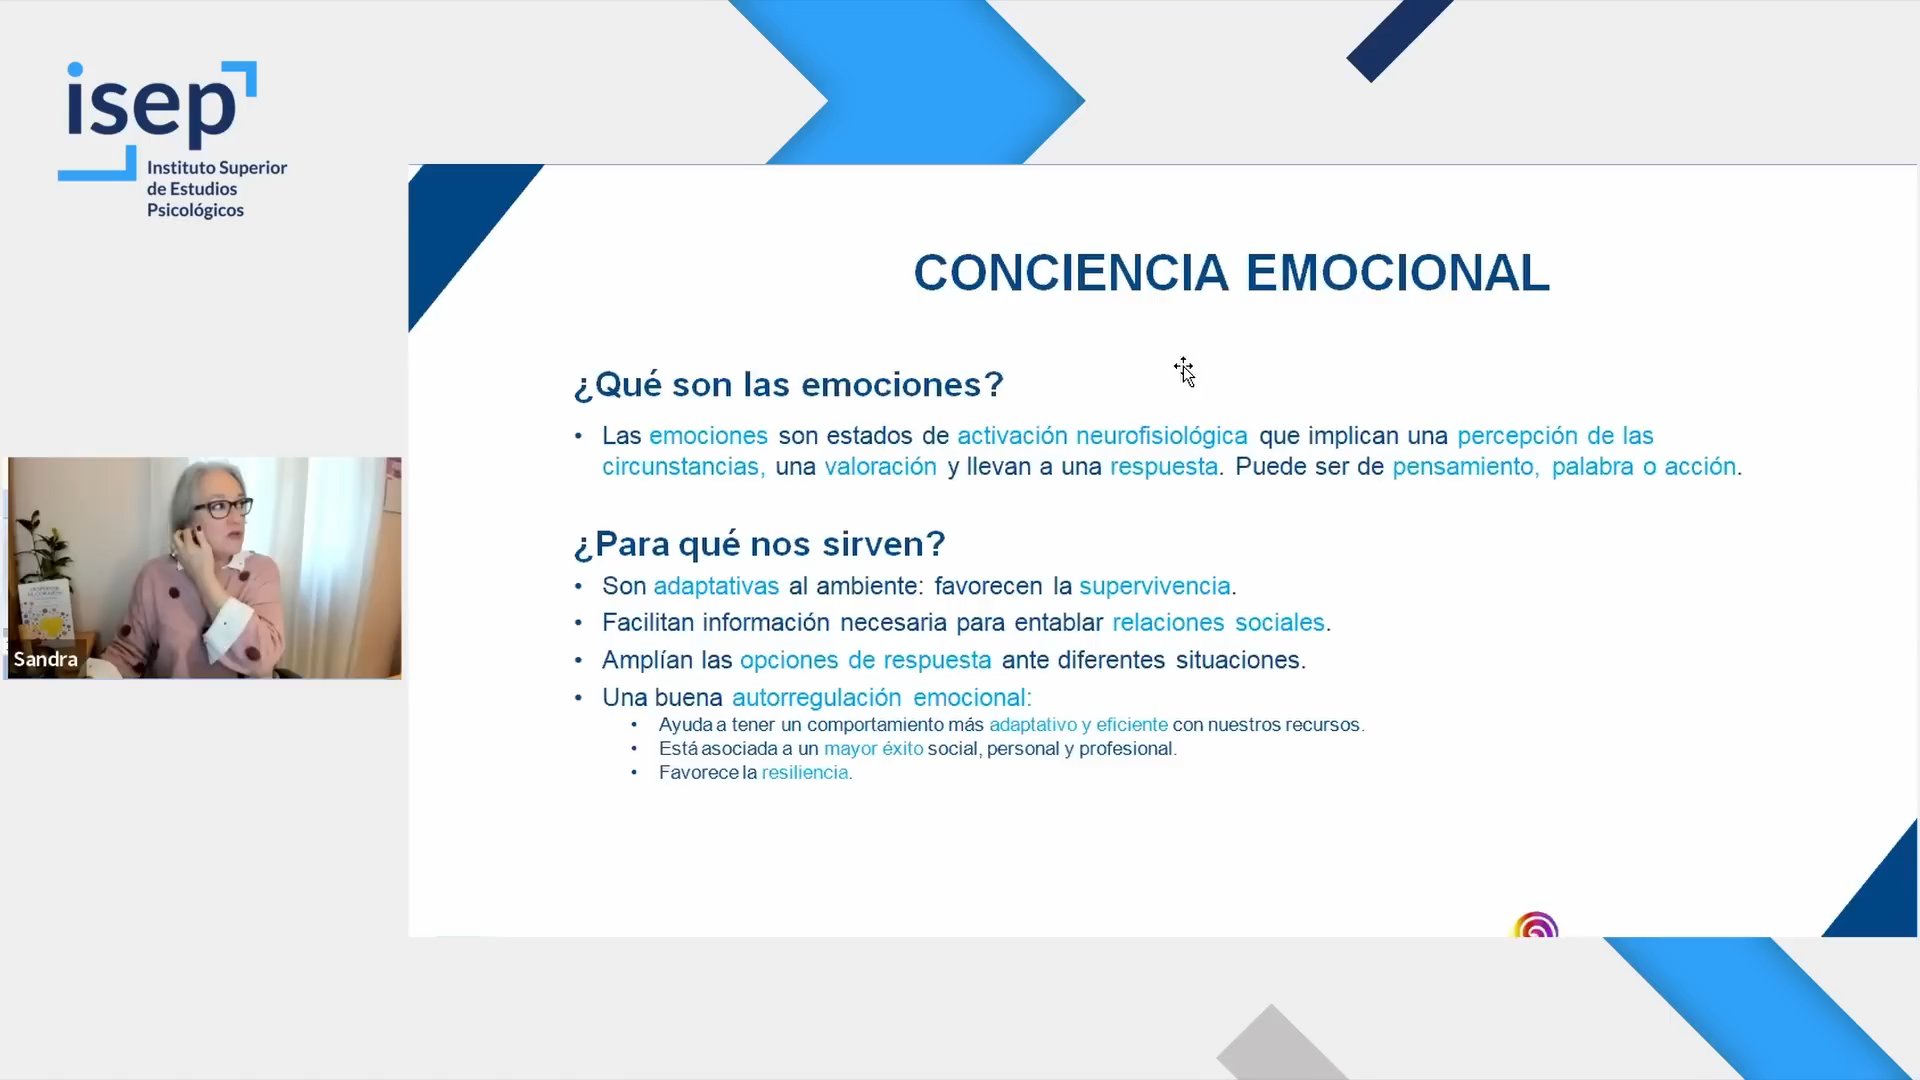 isep
Instituto Superior
de Estudios
Psicológicos
CONCIENCIA EMOCIONAL
¿Qué son las emociones?
• Las emociones son estados de activación neurofisiológica que implican una percepción de las
circunstancias, una valoración y llevan a una respuesta. Puede ser de pensamiento, palabra o acción.
¿Para qué nos sirven?
• Son adaptativas al ambiente: favorecen la supervivencia.
• Facilitan información necesaria para entablar relaciones sociales.
• Amplían las opciones de respuesta ante diferentes situaciones.
• Una buena autorregulación emocional:
• Ayuda a tener un comportamiento más adaptativo y eficiente con nuestros recursos.
• Está asociada a un mayor éxito social, personal y profesional.
• Favorece la resiliencia.
Sandra